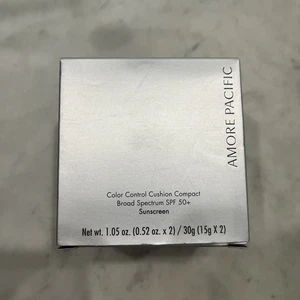 AMORE PACIFIC
Color Control Cushion Compact
Broad Spectrum SPF 50+
Sunscreen
Net wt. 1.05 oz. (0.52 oz. x 2) / 30g (15g X 2)